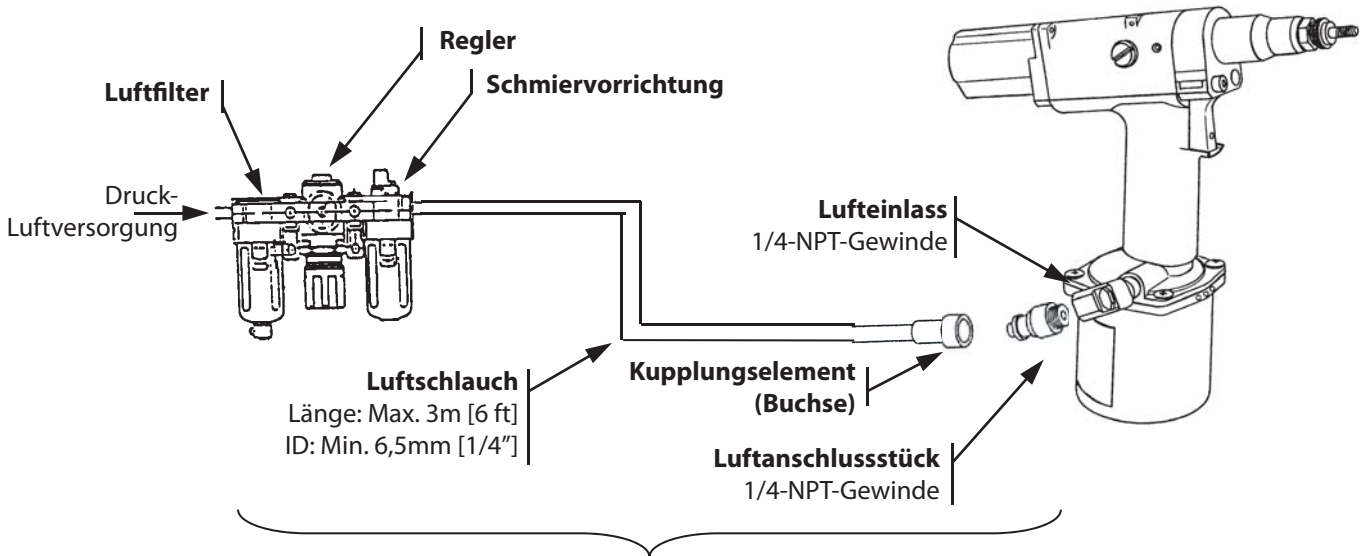 Regler
Schmiervorrichtung
Luftfilter
Druck-
Luftversorgung
Lufteinlass
1/4-NPT-Gewinde
Luftschlauch
Länge: Max. 3m [6 ft]
ID: Min. 6,5mm [1/4″]
Kupplungselement
(Buchse)
Luftanschlussstück
1/4-NPT-Gewinde